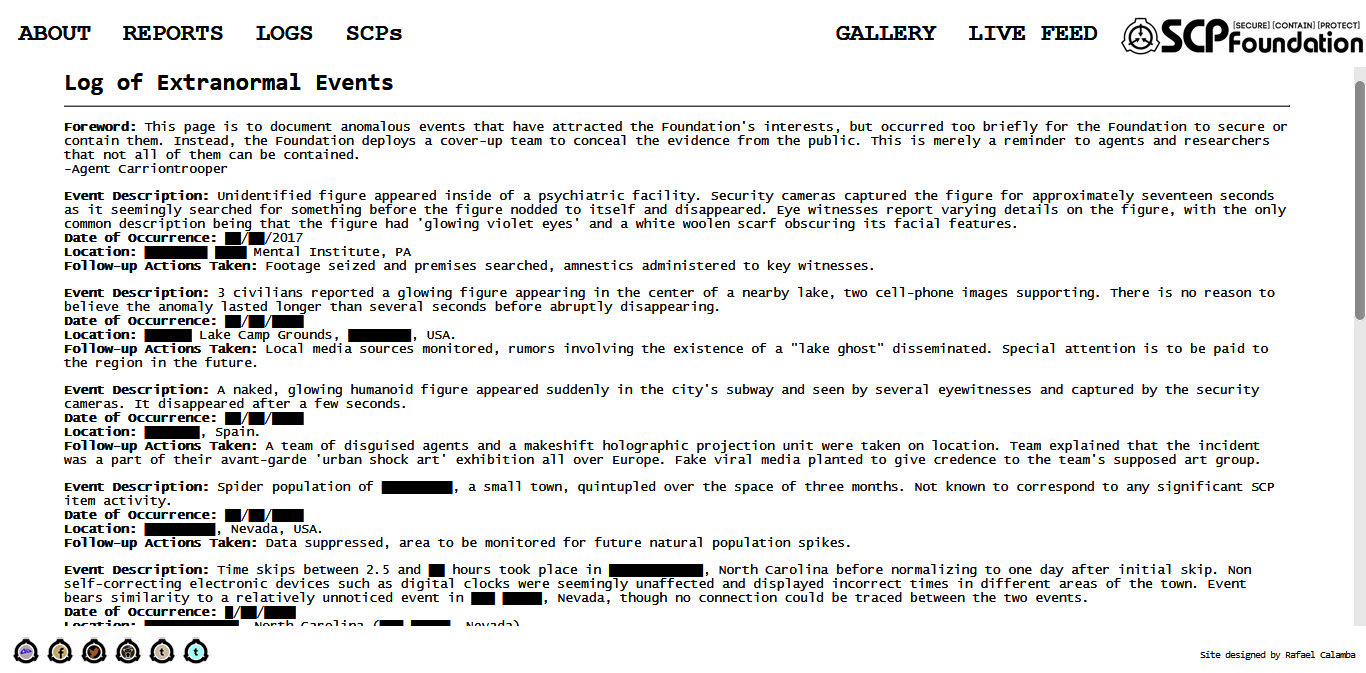 ABOUT REPORTS LOGS SCPs GALLERY LIVE FEED [SECURE] [CONTAIN] [PROTECT] SCP Foundation
Log of Extranormal Events
Foreword: This page is to document anomalous events that have attracted the Foundation's interests, but occurred too briefly for the Foundation to secure or
contain them. Instead, the Foundation deploys a cover-up team to conceal the evidence from the public. This is merely a reminder to agents and researchers
that not all of them can be contained.
-Agent Carriontrooper
Event Description: Unidentified figure appeared inside of a psychiatric facility. Security cameras captured the figure for approximately seventeen seconds
as it seemingly searched for something before the figure nodded to itself and disappeared. Eye witnesses report varying details on the figure, with the only
common description being that the figure had 'glowing violet eyes' and a white woolen scarf obscuring its facial features.
Date of Occurrence: ██/██/2017
Location: ████████ ████ Mental Institute, PA
Follow-up Actions Taken: Footage seized and premises searched, amnestics administered to key witnesses.
Event Description: 3 civilians reported a glowing figure appearing in the center of a nearby lake, two cell-phone images supporting. There is no reason to
believe the anomaly lasted longer than several seconds before abruptly disappearing.
Date of Occurrence: ██/██/████
Location: ██████ Lake Camp Grounds, ████████, USA.
Follow-up Actions Taken: Local media sources monitored, rumors involving the existence of a "lake ghost" disseminated. Special attention is to be paid to
the region in the future.
Event Description: A naked, glowing humanoid figure appeared suddenly in the city's subway and seen by several eyewitnesses and captured by the security
cameras. It disappeared after a few seconds.
Date of Occurrence: ██/██/████
Location: ███████, Spain.
Follow-up Actions Taken: A team of disguised agents and a makeshift holographic projection unit were taken on location. Team explained that the incident
was a part of their avant-garde 'urban shock art' exhibition all over Europe. Fake viral media planted to give credence to the team's supposed art group.
Event Description: Spider population of █████████, a small town, quintupled over the space of three months. Not known to correspond to any significant SCP
item activity.
Date of Occurrence: ██/██/████
Location: █████████, Nevada, USA.
Follow-up Actions Taken: Data suppressed, area to be monitored for future natural population spikes.
Event Description: Time skips between 2.5 and ██ hours took place in ████████████, North Carolina before normalizing to one day after initial skip. Non
self-correcting electronic devices such as digital clocks were seemingly unaffected and displayed incorrect times in different areas of the town. Event
bears similarity to a relatively unnoticed event in ███ █████, Nevada, though no connection could be traced between the two events.
Date of Occurrence: █/██/████
Location: ████████████, North Carolina (███ █████, Nevada)
f t t
Site designed by Rafael Calamba